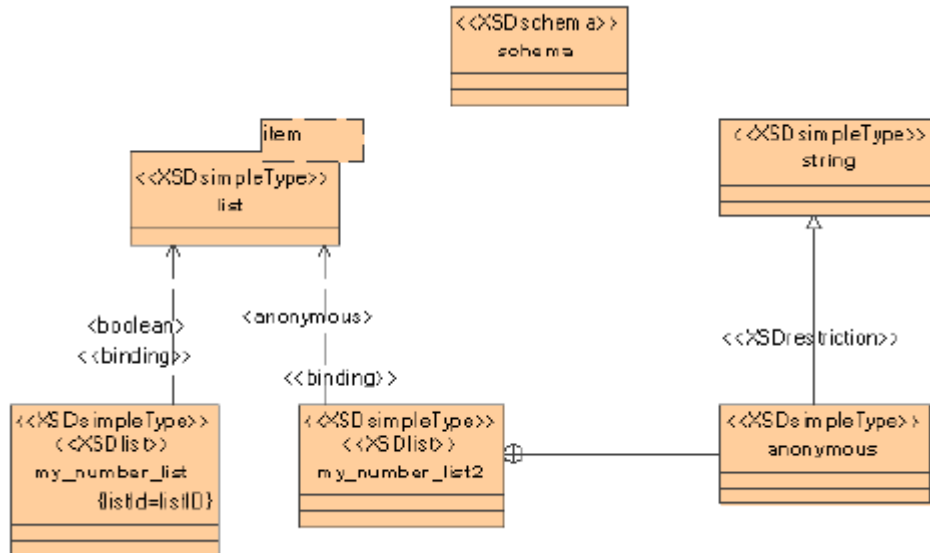 <<XSDschema>>
schema
item
<<XSDsimpleType>>
list
<<XSDsimpleType>>
string
<boolean>
<<binding>>
<anonymous>
<<binding>>
<<XSDrestriction>>
<<XSDsimpleType>>
<<XSDlist>>
my_number_list
{listId=listID}
<<XSDsimpleType>>
<<XSDlist>>
my_number_list2
<<XSDsimpleType>>
anonymous